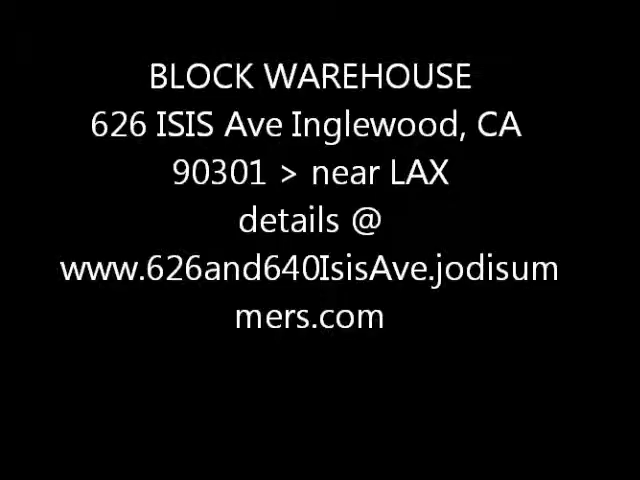 BLOCK WAREHOUSE
626 ISIS Ave Inglewood, CA
90301 > near LAX
details @
www.626and640IsisAve.jodisum
mers.com